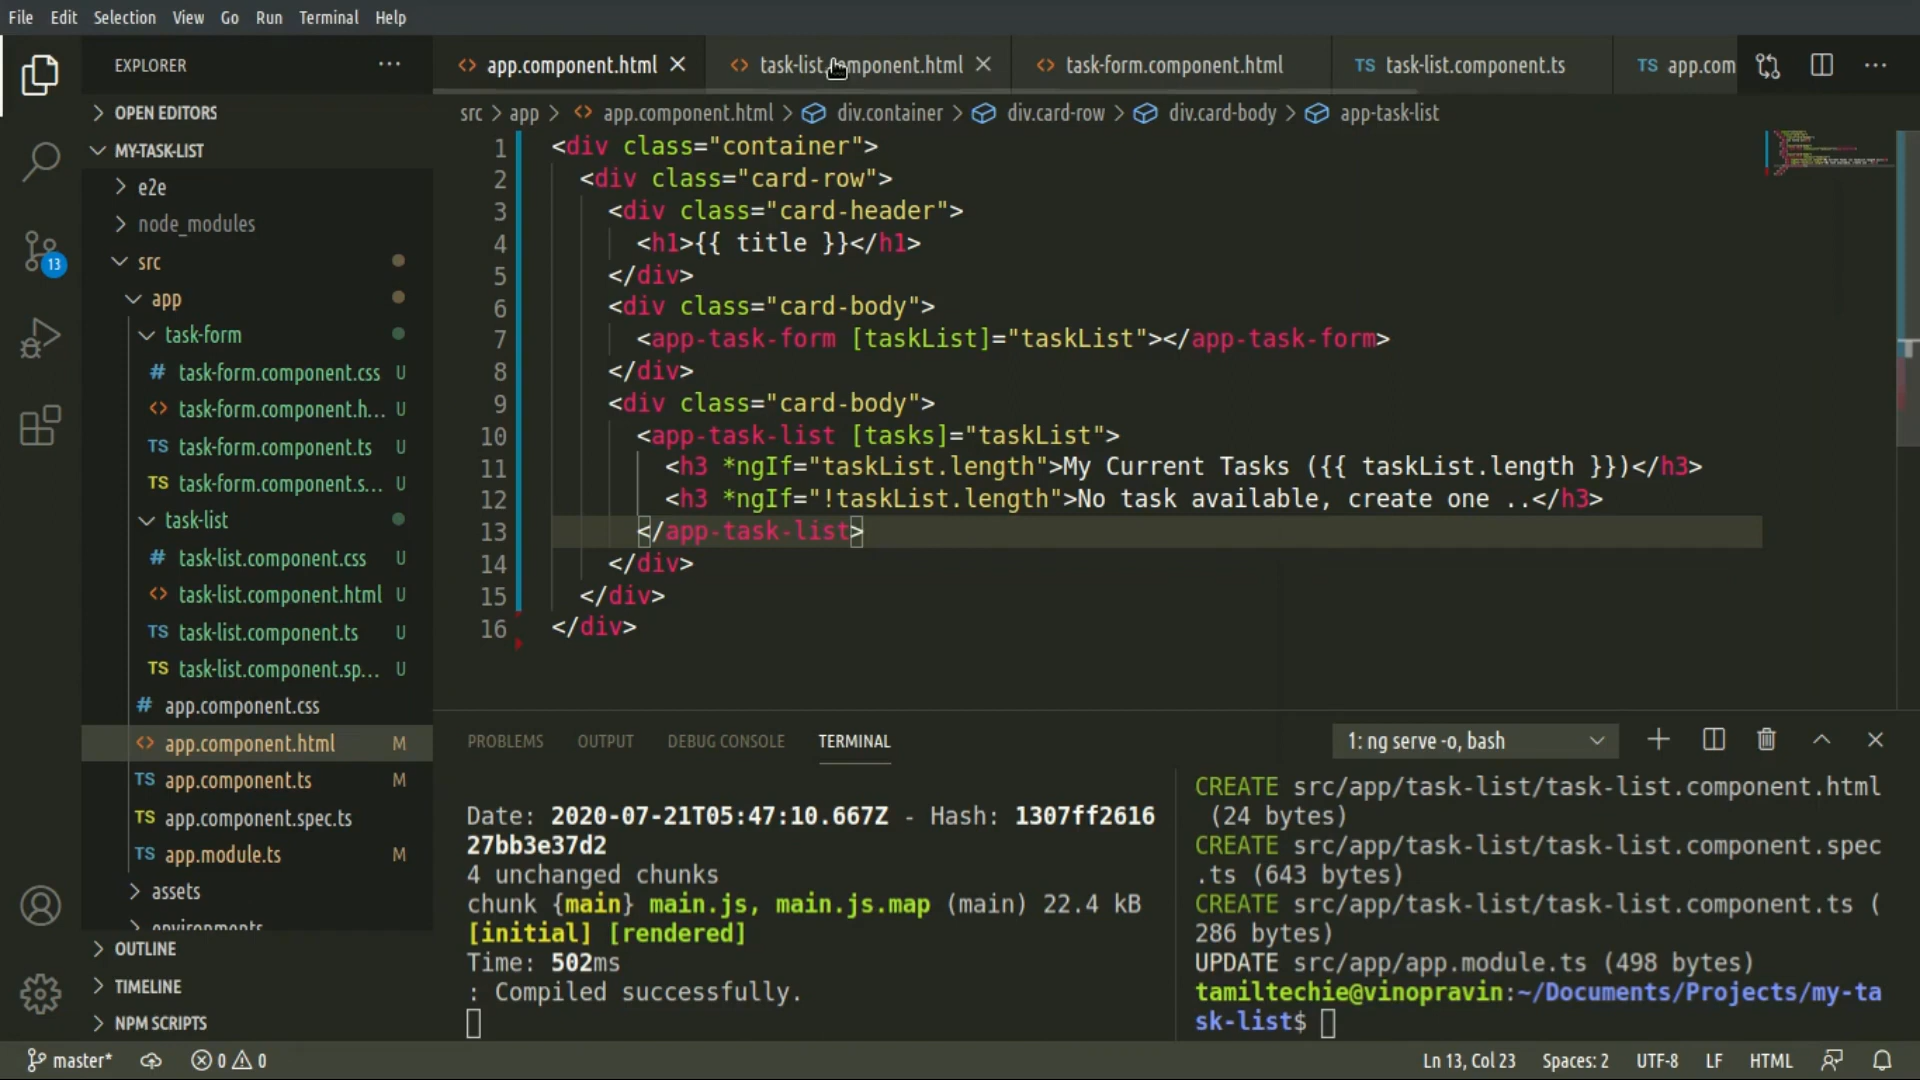 File Edit Selection View Go Run Terminal Help
EXPLORER ...
app.component.html
task-list.component.html
task-form.component.html
TS task-list.component.ts
TS app.com
...
src > app > app.component.html > div.container > div.card-row > div.card-body > app-task-list
OPEN EDITORS
MY-TASK-LIST
e2e
node_modules
src
app
task-form
# task-form.component.css U
task-form.component.h... U
TS task-form.component.ts U
TS task-form.component.s... U
task-list
# task-list.component.css U
task-list.component.html U
TS task-list.component.ts U
TS task-list.component.sp... U
# app.component.css
app.component.html M
TS app.component.ts M
TS app.component.spec.ts
TS app.module.ts M
assets
environments
OUTLINE
TIMELINE
NPM SCRIPTS
13
1 <div class="container">
2 <div class="card-row">
3 <div class="card-header">
4 <h1>{{ title }}</h1>
5 </div>
6 <div class="card-body">
7 <app-task-form [taskList]="taskList"></app-task-form>
8 </div>
9 <div class="card-body">
10 <app-task-list [tasks]="taskList">
11 <h3 *ngIf="taskList.length">My Current Tasks ({{ taskList.length }})</h3>
12 <h3 *ngIf="!taskList.length">No task available, create one ..</h3>
13 </app-task-list>
14 </div>
15 </div>
16 </div>
PROBLEMS OUTPUT DEBUG CONSOLE TERMINAL
1: ng serve -o, bash
Date: 2020-07-21T05:47:10.667Z - Hash: 1307ff2616
27bb3e37d2
4 unchanged chunks
chunk {main} main.js, main.js.map (main) 22.4 kB
[initial] [rendered]
Time: 502ms
: Compiled successfully.
CREATE src/app/task-list/task-list.component.html
(24 bytes)
CREATE src/app/task-list/task-list.component.spec
.ts (643 bytes)
CREATE src/app/task-list/task-list.component.ts (
286 bytes)
UPDATE src/app/app.module.ts (498 bytes)
tamiltechie@vinopravin:~/Documents/Projects/my-ta
sk-list$
master* 0 0
Ln 13, Col 23 Spaces: 2 UTF-8 LF HTML